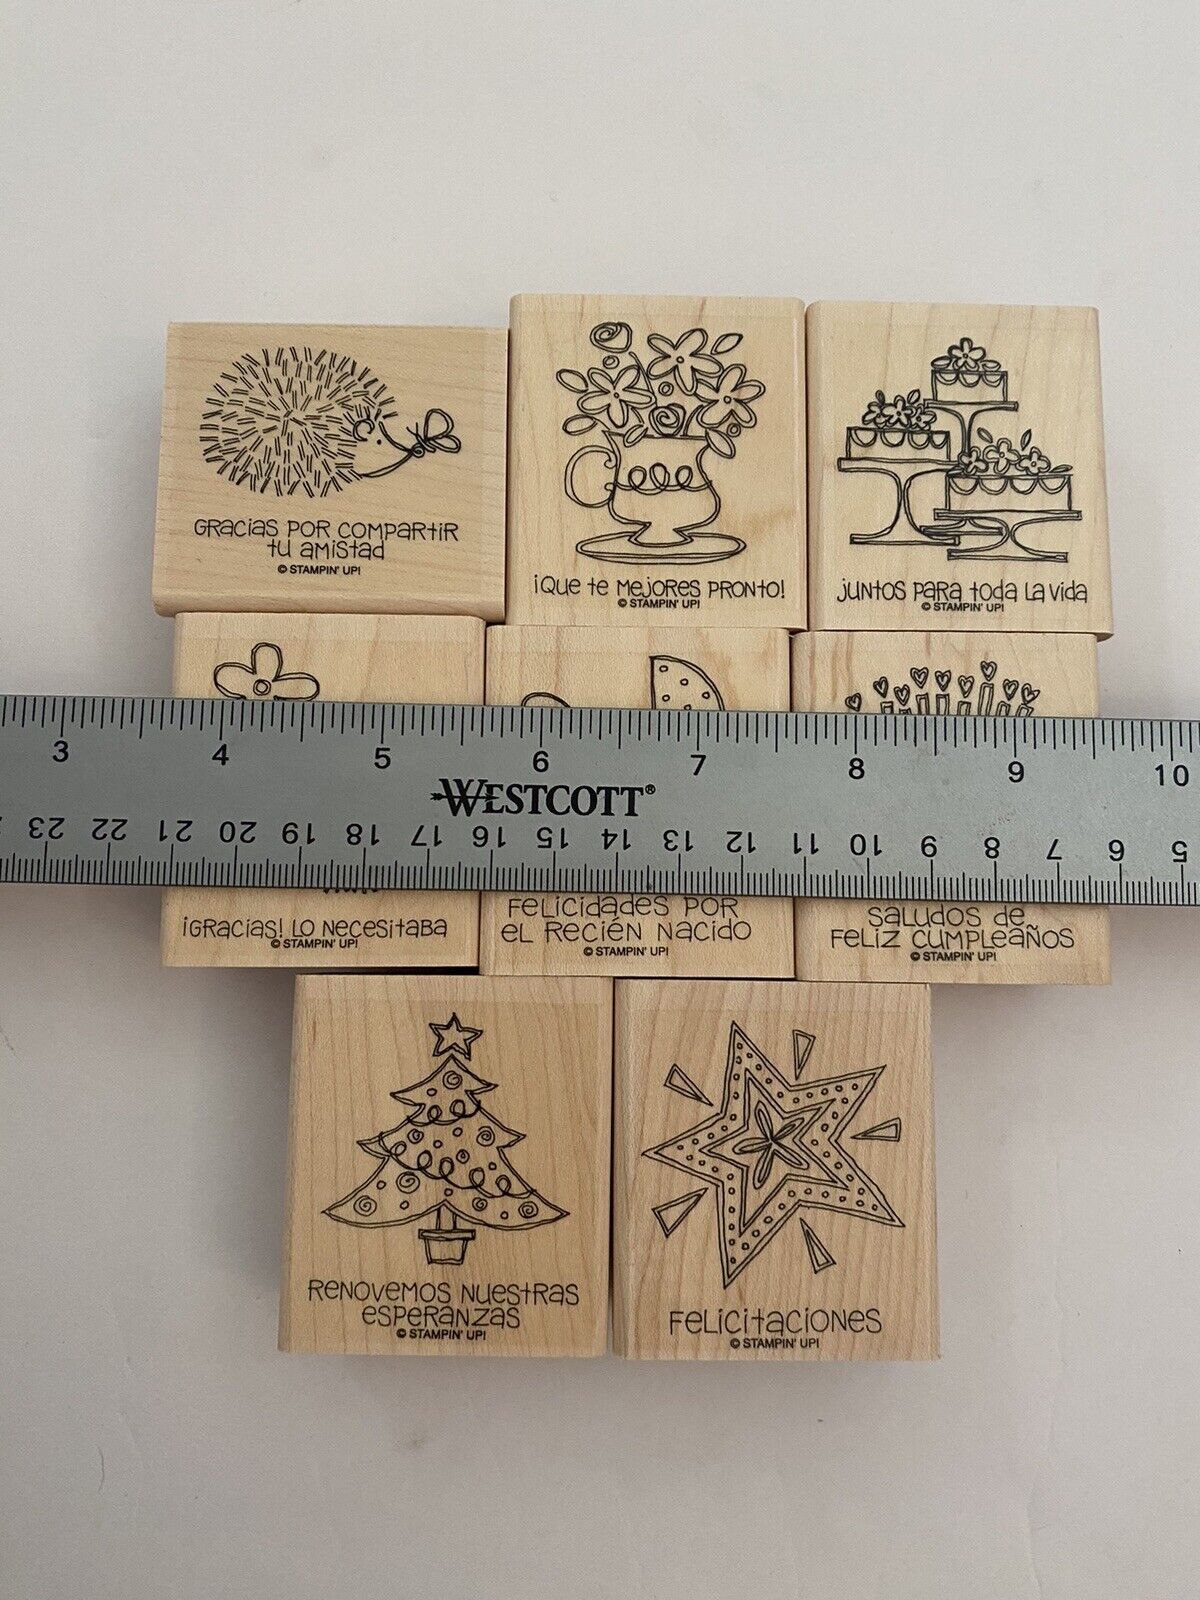 GRACIAS POR COMPARTIR
TU AMISTAD
© STAMPIN' UP!
¡QUE TE MEJORES PRONTO!
© STAMPIN' UP!
JUNTOS PARA TODA LA VIDA
© STAMPIN' UP!
3 4 5 6 7 8 9 10
WESTCOTT®
23 22 21 20 19 18 17 16 15 14 13 12 11 10 9 8 7 6 5
¡GRACIAS! LO NECESITABA
© STAMPIN' UP!
FELICIDADES POR
EL RECIÉN NACIDO
© STAMPIN' UP!
SALUDOS DE
FELIZ CUMPLEAÑOS
© STAMPIN' UP!
RENOVEMOS NUESTRAS
ESPERANZAS
© STAMPIN' UP!
FELICITACIONES
© STAMPIN' UP!